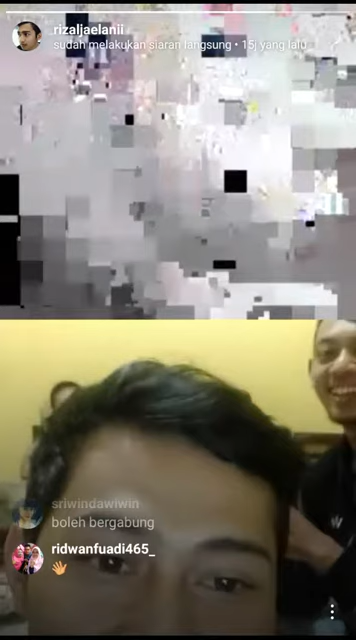 rizaljaelanii
sudah melakukan siaran langsung • 15j yang lalu
sriwindawiwin
boleh bergabung
ridwanfuadi465_
👋